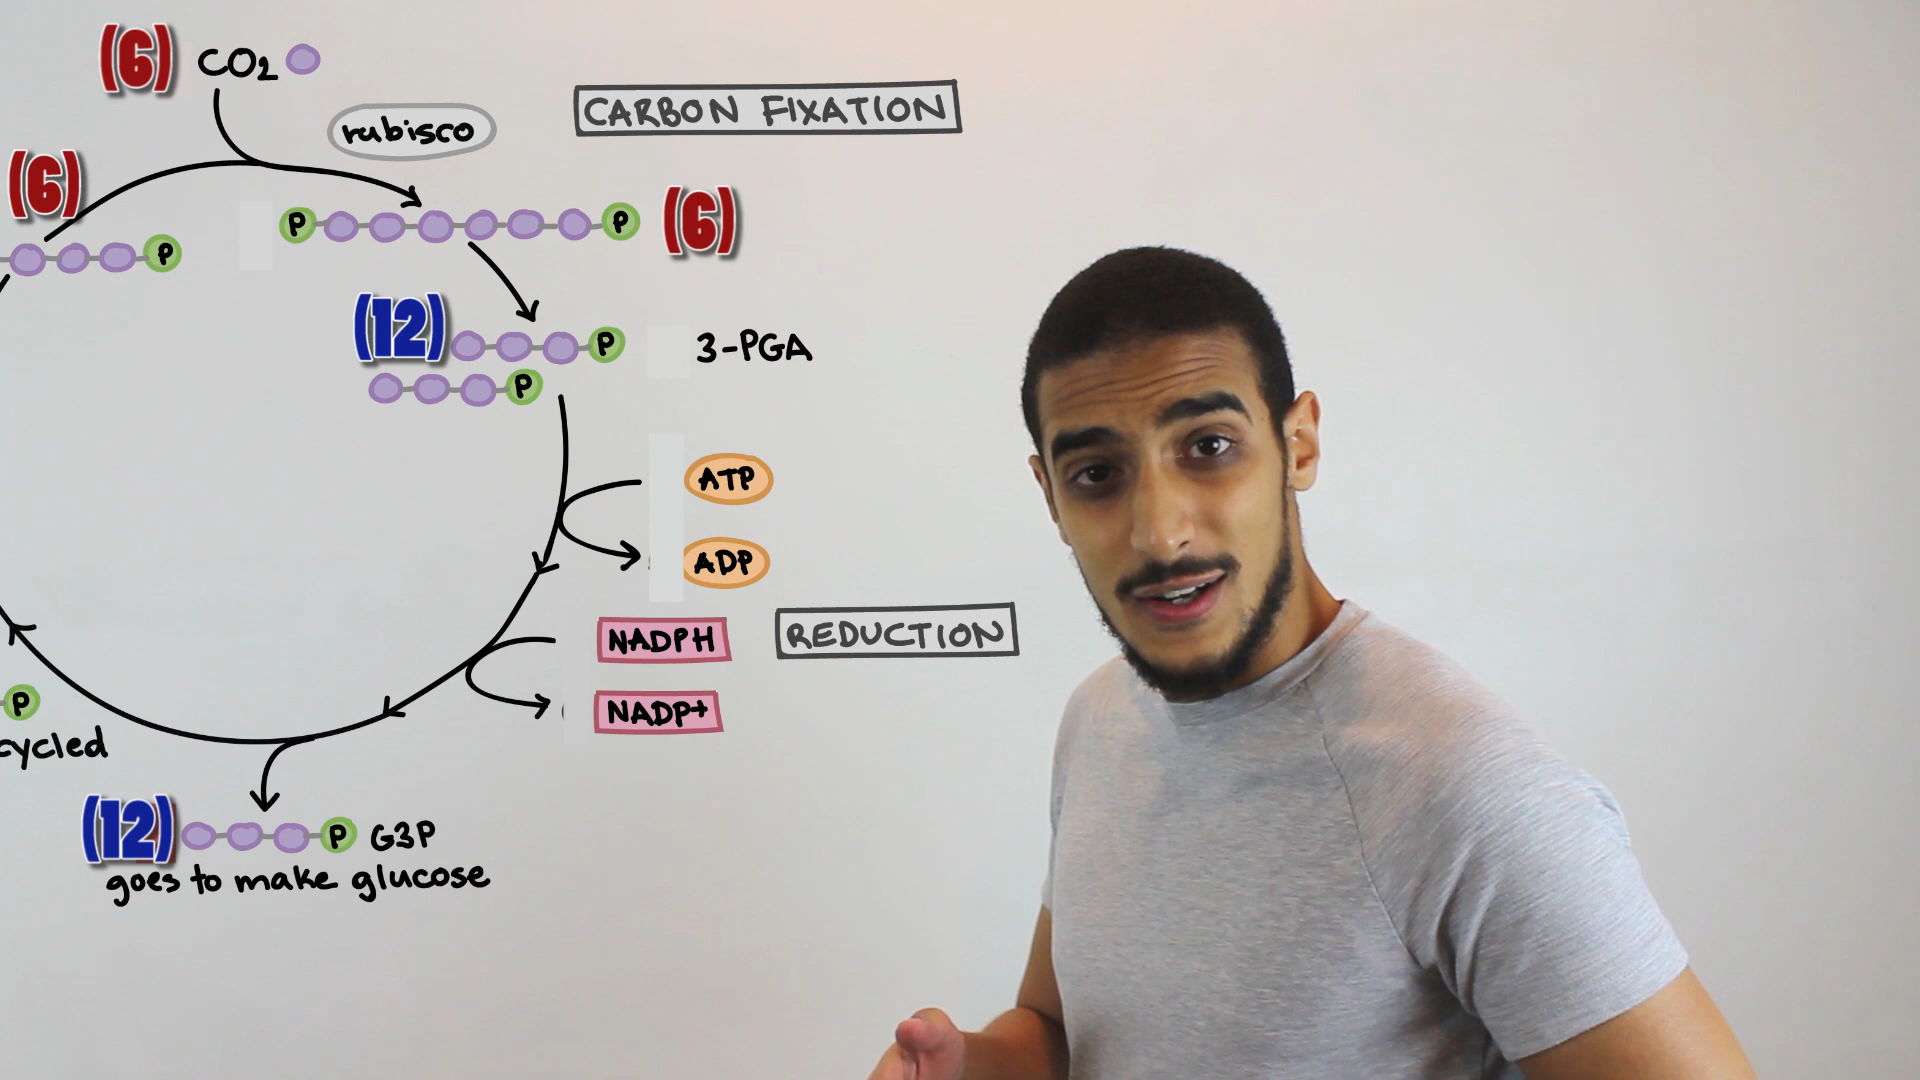 (6) CO2
rubisco
CARBON FIXATION
(6)
P
P P (6)
(12) P 3-PGA
P
ATP
ADP
NADPH
REDUCTION
NADP+
P
cycled
(12) P G3P
goes to make glucose